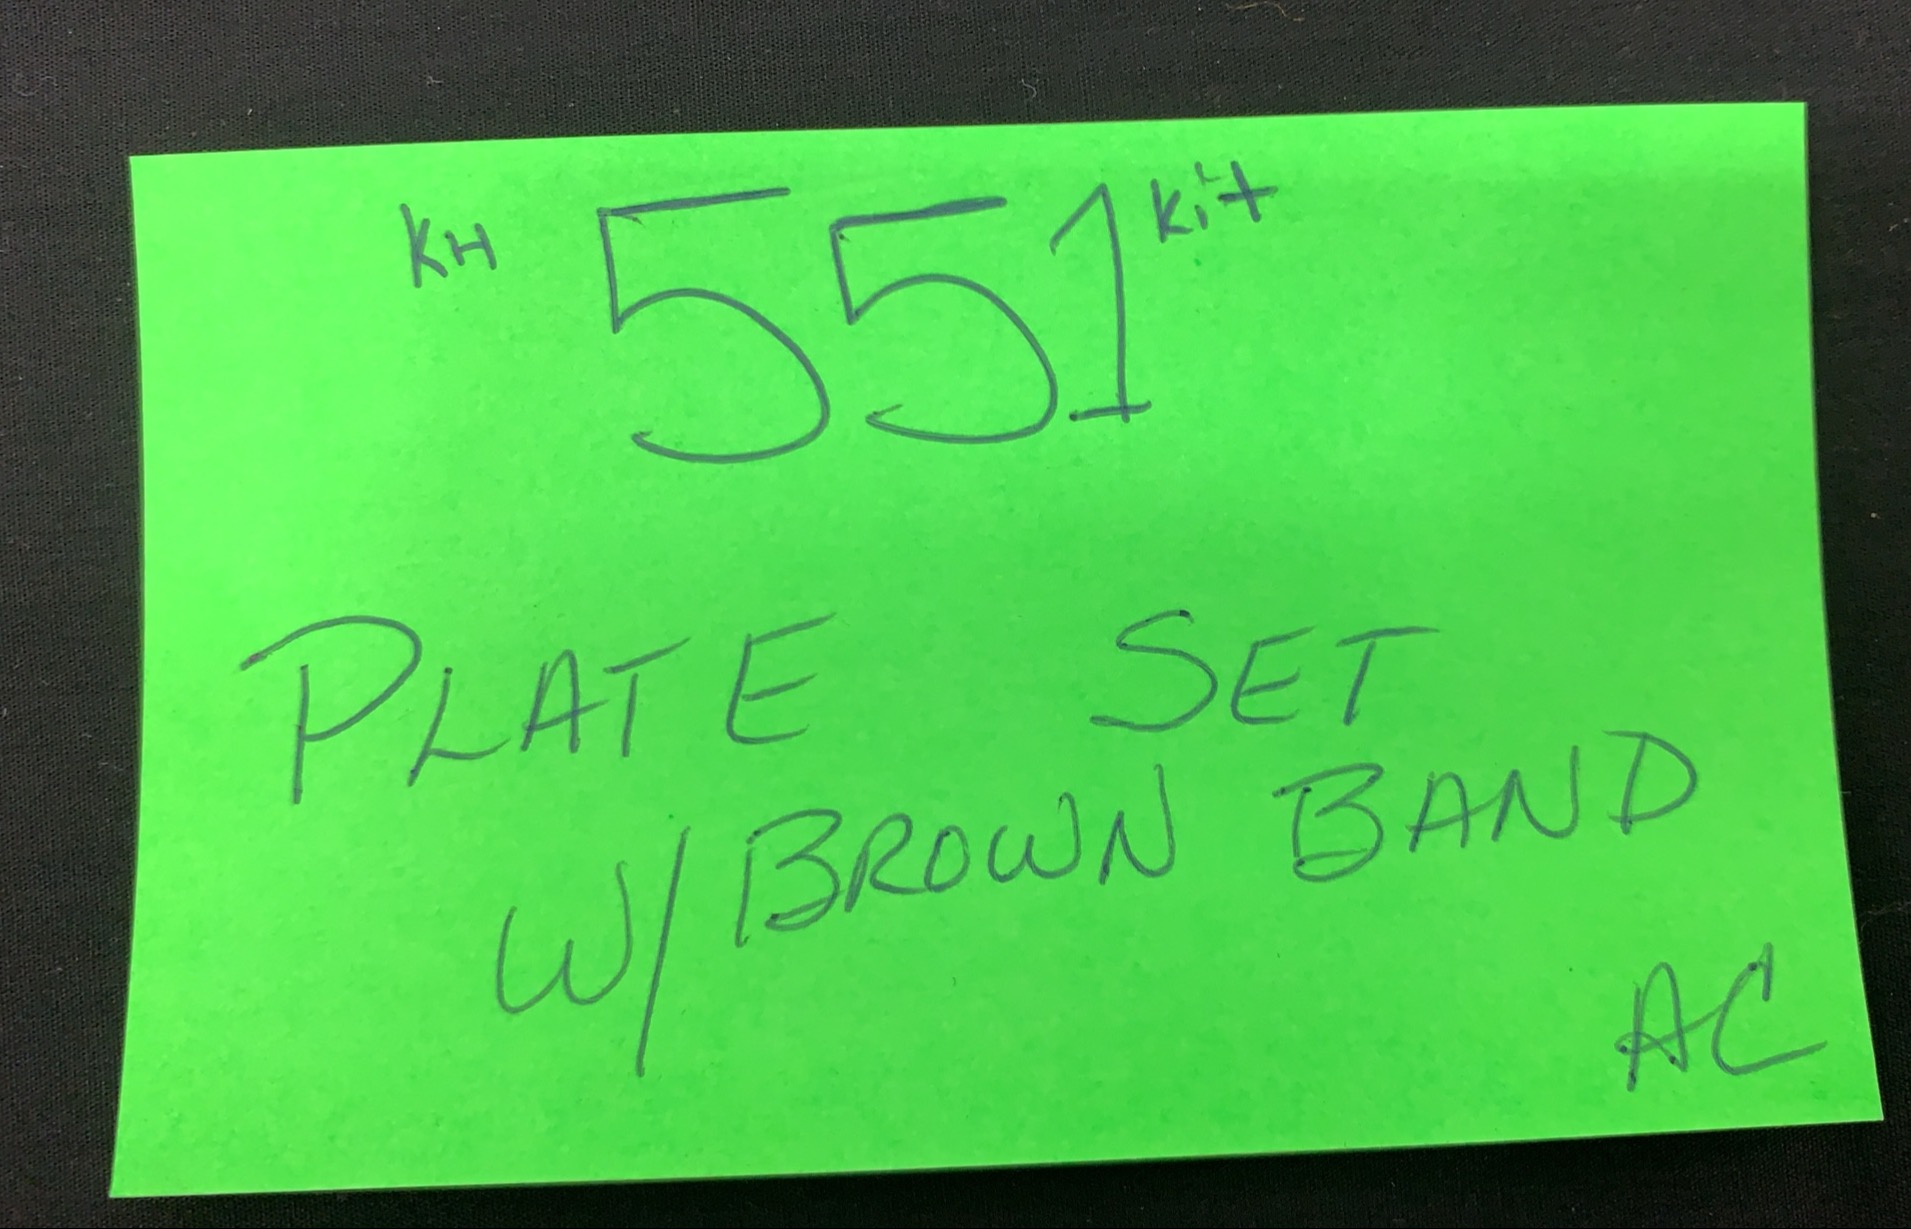 KH 551 Kit
PLATE SET
W/ BROWN BAND
AC